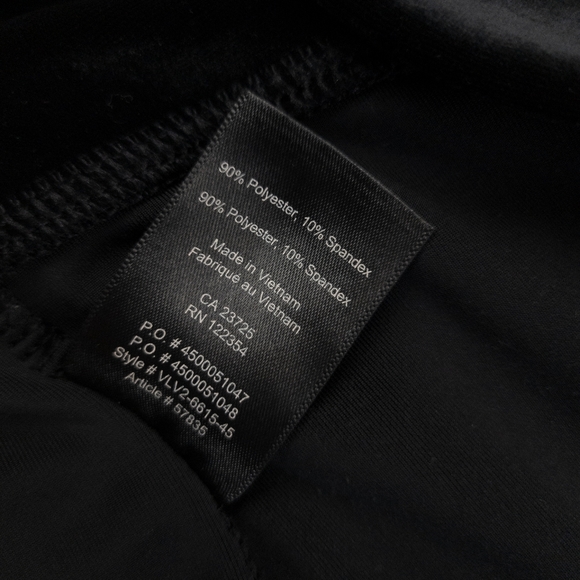 90% Polyester, 10% Spandex
90% Polyester, 10% Spandex
Made in Vietnam
Fabriqué au Vietnam
CA 23725
RN 122354
P.O. # 4500051047
P.O. # 4500051048
Style # VLV2-6615-45
Article # 57835